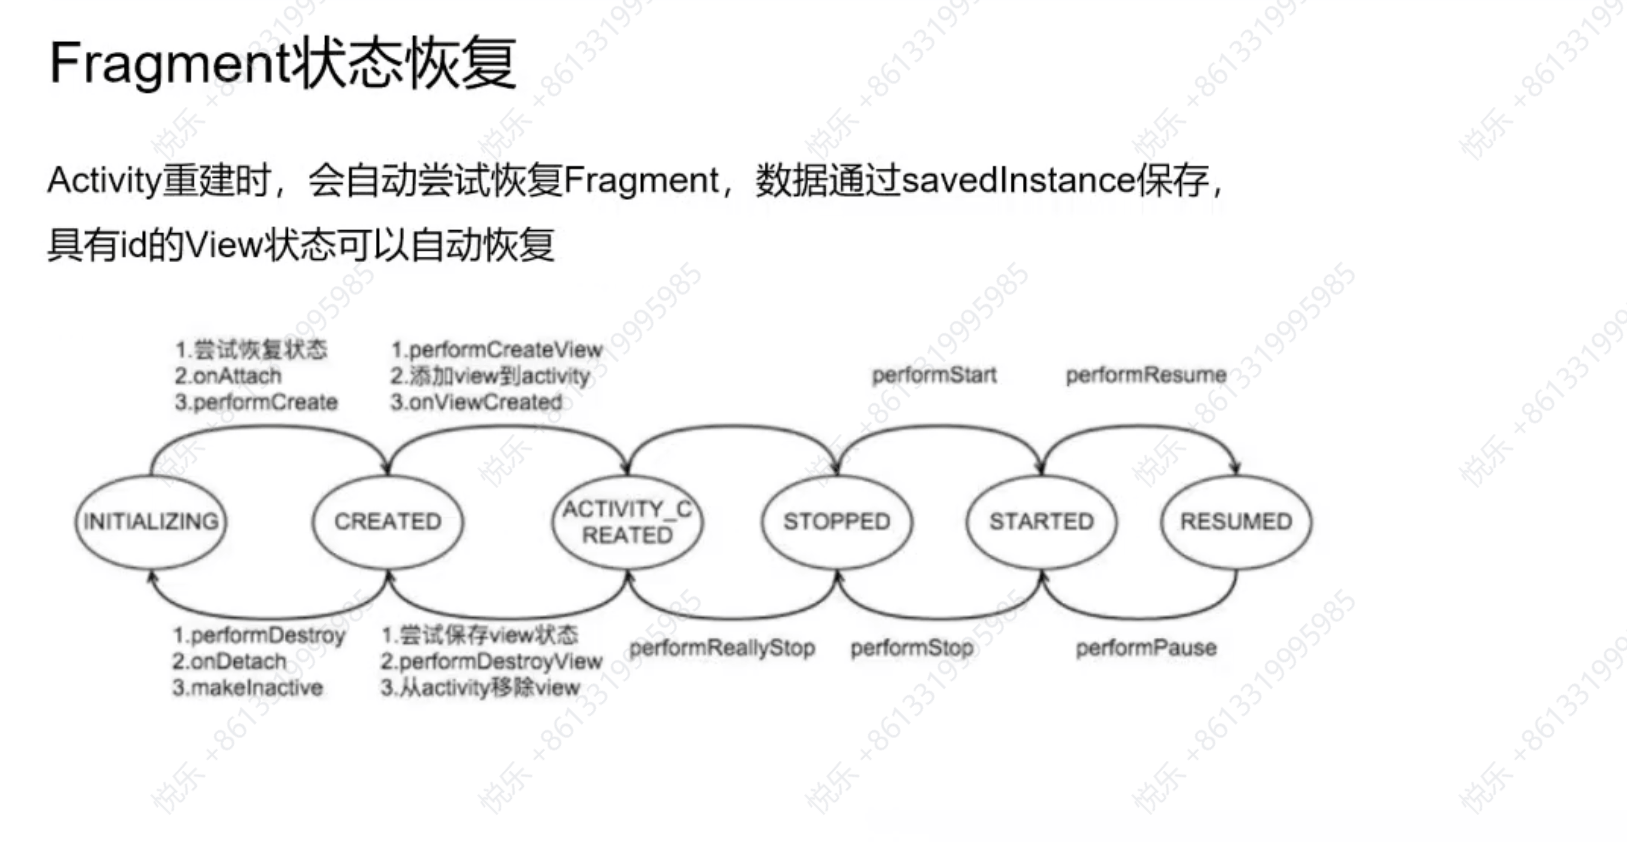 Fragment状态恢复
Activity重建时，会自动尝试恢复Fragment，数据通过savedInstance保存，
具有id的View状态可以自动恢复
1.尝试恢复状态
2.onAttach
3.performCreate
1.performCreateView
2.添加view到activity
3.onViewCreated
performStart
performResume
INITIALIZING
CREATED
ACTIVITY_C
REATED
STOPPED
STARTED
RESUMED
1.performDestroy
2.onDetach
3.makeInactive
1.尝试保存view状态
2.performDestroyView
3.从activity移除view
performReallyStop
performStop
performPause
悦乐 +8613319995985